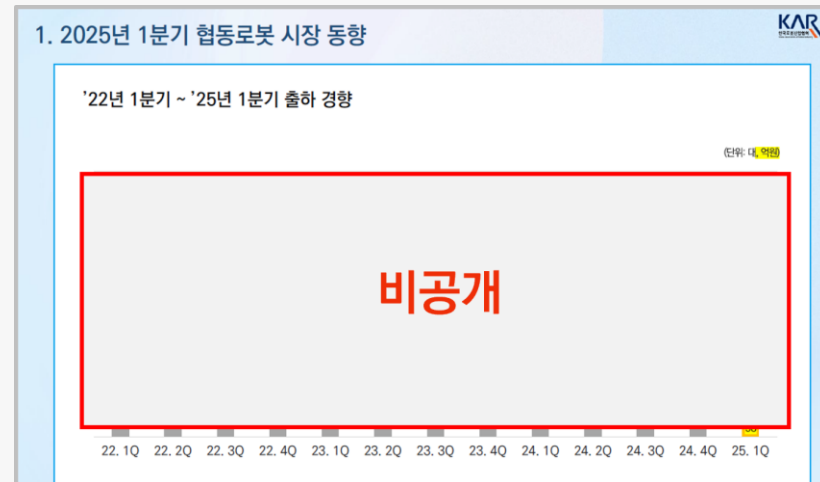 1. 2025년 1분기 협동로봇 시장 동향
KAR
'22년 1분기 ~ '25년 1분기 출하 경향
(단위: 대, 억원)
비공개
22. 1Q 22. 2Q 22. 3Q 22. 4Q 23. 1Q 23. 2Q 23. 3Q 23. 4Q 24. 1Q 24. 2Q 24. 3Q 24. 4Q 25. 1Q